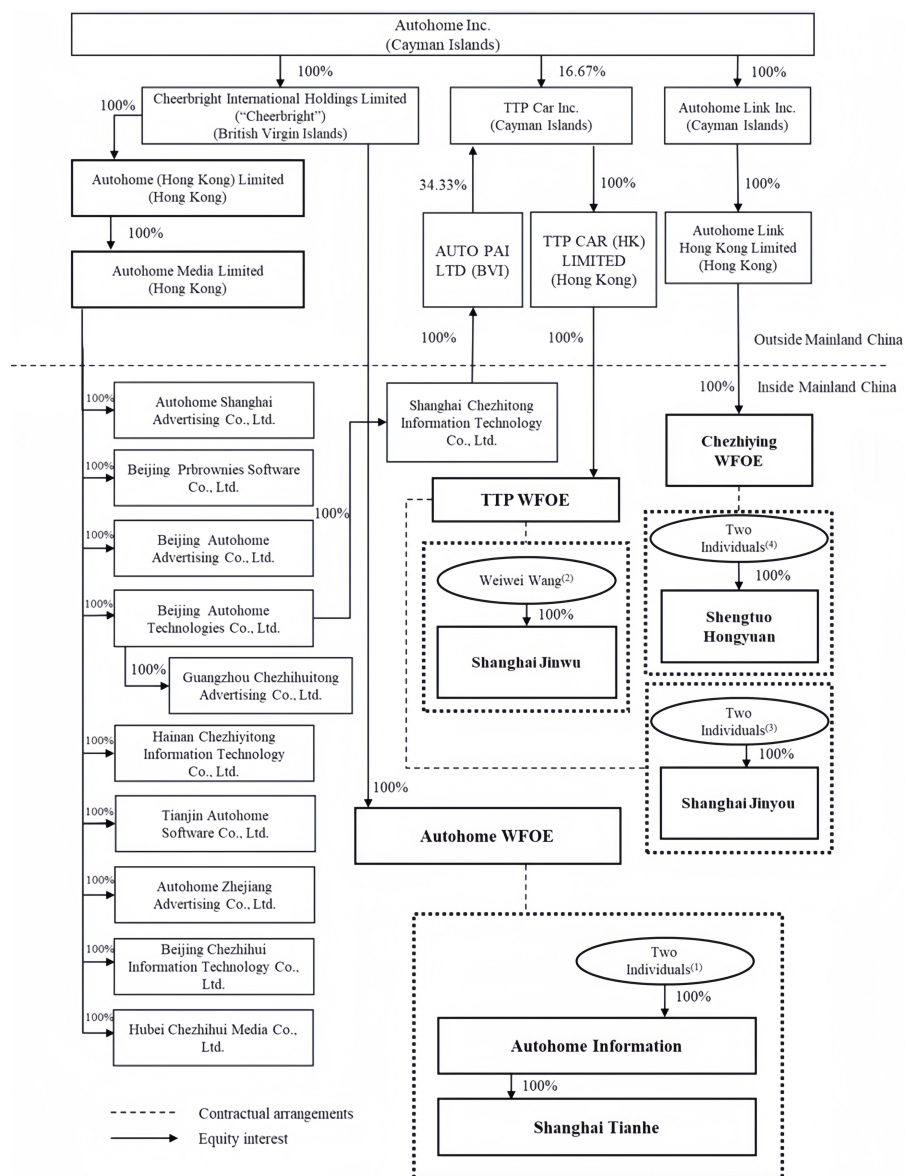 Autohome Inc.
(Cayman Islands)
100%
16.67%
100%
100%
Cheerbright International Holdings Limited
(“Cheerbright”)
(British Virgin Islands)
TTP Car Inc.
(Cayman Islands)
Autohome Link Inc.
(Cayman Islands)
Autohome (Hong Kong) Limited
(Hong Kong)
34.33%
100%
100%
100%
Autohome Media Limited
(Hong Kong)
AUTO PAI
LTD (BVI)
TTP CAR (HK)
LIMITED
(Hong Kong)
Autohome Link
Hong Kong Limited
(Hong Kong)
100%
100%
Outside Mainland China
100%
Inside Mainland China
100%
Autohome Shanghai
Advertising Co., Ltd.
Shanghai Chezhitong
Information Technology
Co., Ltd.
Chezhiying
WFOE
100%
Beijing Prbrownies Software
Co., Ltd.
TTP WFOE
100%
100%
Beijing Autohome
Advertising Co., Ltd.
Two
Individuals(4)
100%
Weiwei Wang(2)
100%
100%
Beijing Autohome
Technologies Co., Ltd.
Shengtuo
Hongyuan
Shanghai Jinwu
100%
Guangzhou Chezhihuitong
Advertising Co., Ltd.
Two
Individuals(3)
100%
100%
Hainan Chezhiyitong
Information Technology
Co., Ltd.
Shanghai Jinyou
100%
100%
Tianjin Autohome
Software Co., Ltd.
Autohome WFOE
100%
Autohome Zhejiang
Advertising Co., Ltd.
100%
Beijing Chezhihui
Information Technology Co.,
Ltd.
Two
Individuals(1)
100%
100%
Hubei Chezhihui Media Co.,
Ltd.
Autohome Information
100%
Shanghai Tianhe
Contractual arrangements
Equity interest